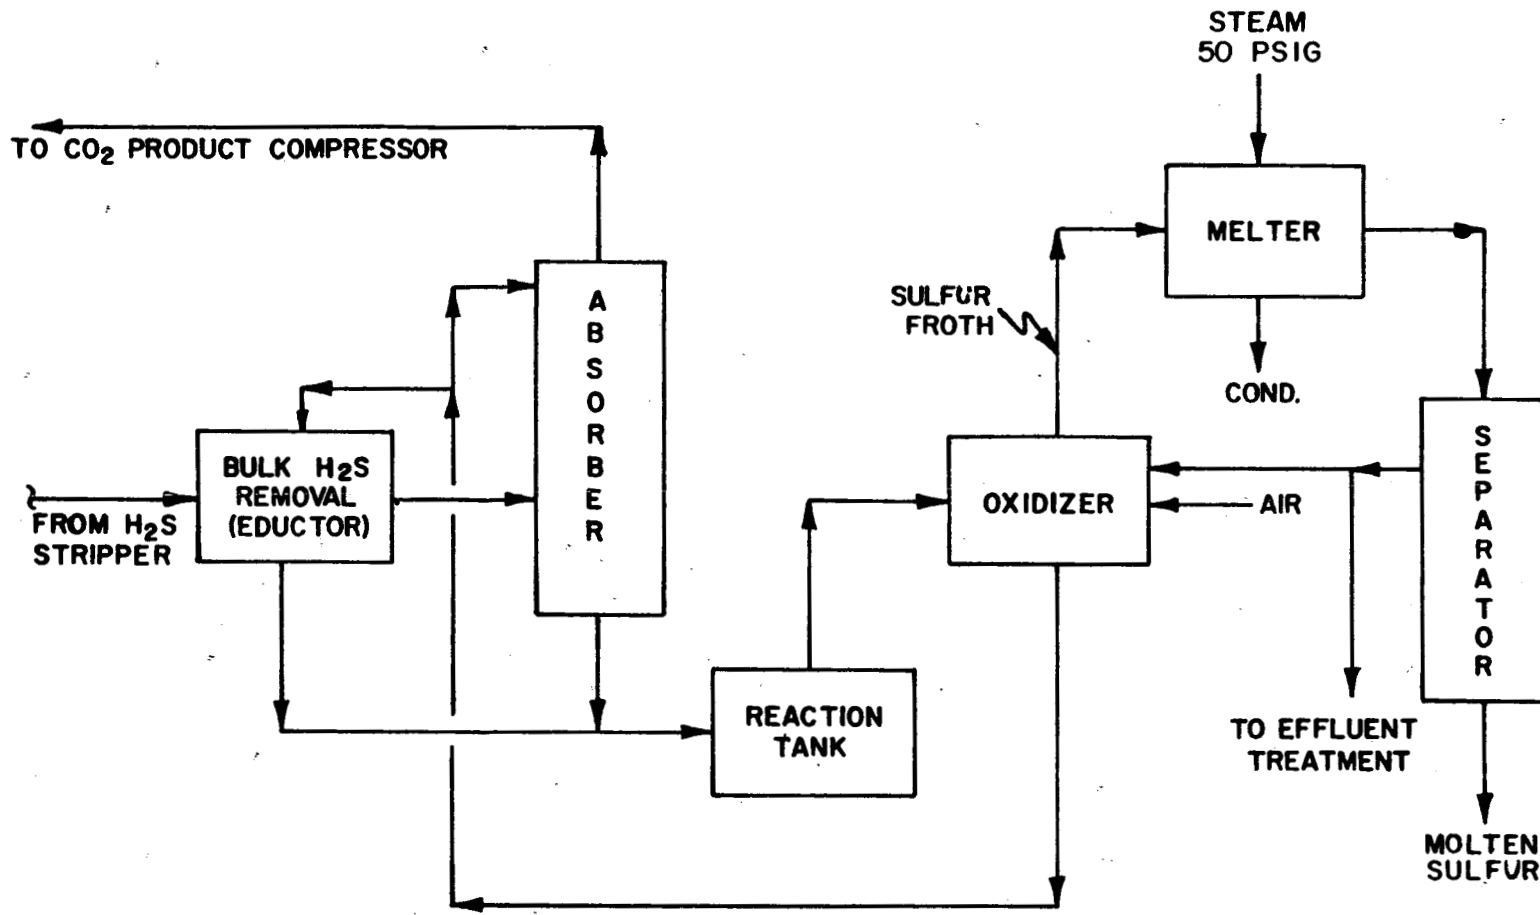 STEAM
50 PSIG
TO CO2 PRODUCT COMPRESSOR
MELTER
SULFUR
FROTH
COND.
A
B
S
O
R
B
E
R
BULK H2S
REMOVAL
(EDUCTOR)
FROM H2S
STRIPPER
OXIDIZER
AIR
S
E
P
A
R
A
T
O
R
REACTION
TANK
TO EFFLUENT
TREATMENT
MOLTEN
SULFUR